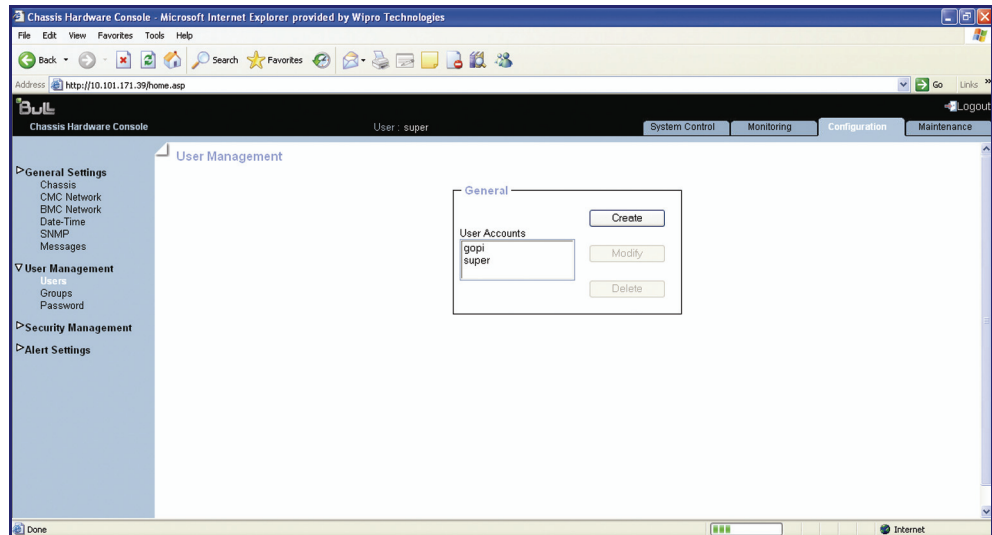 Chassis Hardware Console - Microsoft Internet Explorer provided by Wipro Technologies
File Edit View Favorites Tools Help
Back Search Favorites
Address http://10.101.171.39/home.asp Go Links »
Bull Logout
Chassis Hardware Console User : super System Control Monitoring Configuration Maintenance
User Management
General Settings
Chassis
CMC Network
BMC Network
Date-Time
SNMP
Messages
User Management
Users
Groups
Password
Security Management
Alert Settings
General
User Accounts
gopi
super
Create
Modify
Delete
Done Internet